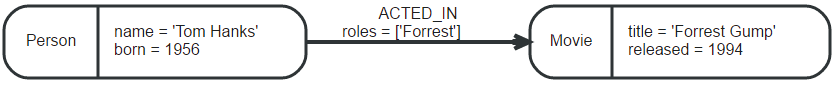 Person
name = 'Tom Hanks'
born = 1956
ACTED_IN
roles = ['Forrest']
Movie
title = 'Forrest Gump'
released = 1994